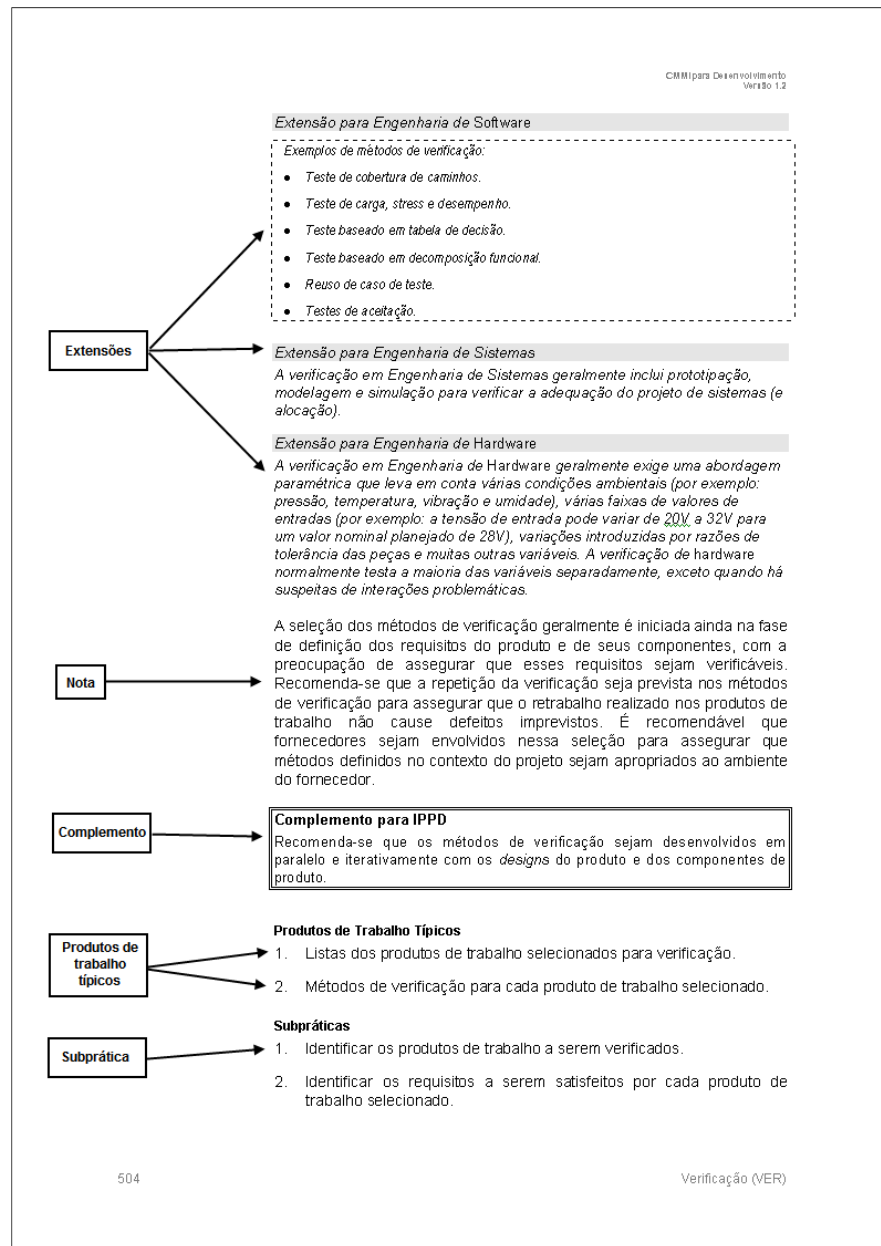 CMMI para Desenvolvimento
Versão 1.2
Extensão para Engenharia de Software
Exemplos de métodos de verificação:
● Teste de cobertura de caminhos.
● Teste de carga, stress e desempenho.
● Teste baseado em tabela de decisão.
● Teste baseado em decomposição funcional.
● Reuso de caso de teste.
● Testes de aceitação.
Extensões
Extensão para Engenharia de Sistemas
A verificação em Engenharia de Sistemas geralmente inclui prototipação,
modelagem e simulação para verificar a adequação do projeto de sistemas (e
alocação).
Extensão para Engenharia de Hardware
A verificação em Engenharia de Hardware geralmente exige uma abordagem
paramétrica que leva em conta várias condições ambientais (por exemplo:
pressão, temperatura, vibração e umidade), várias faixas de valores de
entradas (por exemplo: a tensão de entrada pode variar de 20V a 32V para
um valor nominal planejado de 28V), variações introduzidas por razões de
tolerância das peças e muitas outras variáveis. A verificação de hardware
normalmente testa a maioria das variáveis separadamente, exceto quando há
suspeitas de interações problemáticas.
A seleção dos métodos de verificação geralmente é iniciada ainda na fase
de definição dos requisitos do produto e de seus componentes, com a
preocupação de assegurar que esses requisitos sejam verificáveis.
Nota
Recomenda-se que a repetição da verificação seja prevista nos métodos
de verificação para assegurar que o retrabalho realizado nos produtos de
trabalho não cause defeitos imprevistos. É recomendável que
fornecedores sejam envolvidos nessa seleção para assegurar que
métodos definidos no contexto do projeto sejam apropriados ao ambiente
do fornecedor.
Complemento
Complemento para IPPD
Recomenda-se que os métodos de verificação sejam desenvolvidos em
paralelo e iterativamente com os designs do produto e dos componentes de
produto.
Produtos de
trabalho
típicos
Produtos de Trabalho Típicos
1. Listas dos produtos de trabalho selecionados para verificação.
2. Métodos de verificação para cada produto de trabalho selecionado.
Subprática
Subpráticas
1. Identificar os produtos de trabalho a serem verificados.
2. Identificar os requisitos a serem satisfeitos por cada produto de
trabalho selecionado.
504
Verificação (VER)